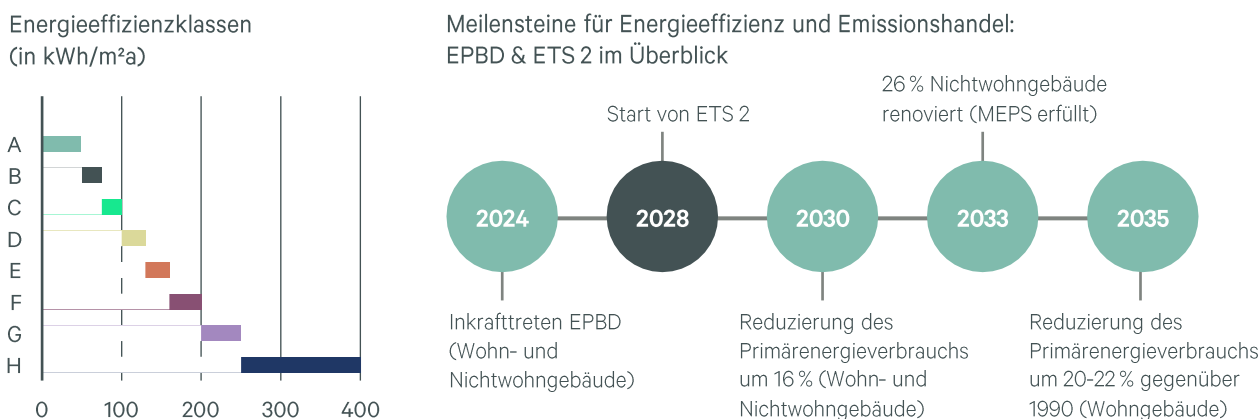 Energieeffizienzklassen
(in kWh/m²a)
A
B
C
D
E
F
G
H
0 100 200 300 400
Meilensteine für Energieeffizienz und Emissionshandel:
EPBD & ETS 2 im Überblick
2024
Inkrafttreten EPBD
(Wohn- und
Nichtwohngebäude)
Start von ETS 2
2028
2030
Reduzierung des
Primärenergieverbrauchs
um 16 % (Wohn- und
Nichtwohngebäude)
26 % Nichtwohngebäude
renoviert (MEPS erfüllt)
2033
2035
Reduzierung des
Primärenergieverbrauchs
um 20-22 % gegenüber
1990 (Wohngebäude)